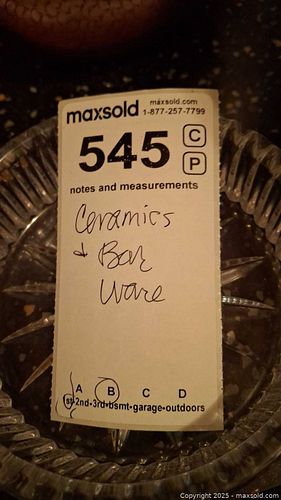 maxsold
maxsold.com
1-877-257-7799
545
C
P
notes and measurements
Ceramics
+ Bar
Ware
A B C D
1st•2nd•3rd•bsmt•garage•outdoors
Copyright 2025 - maxsold.com